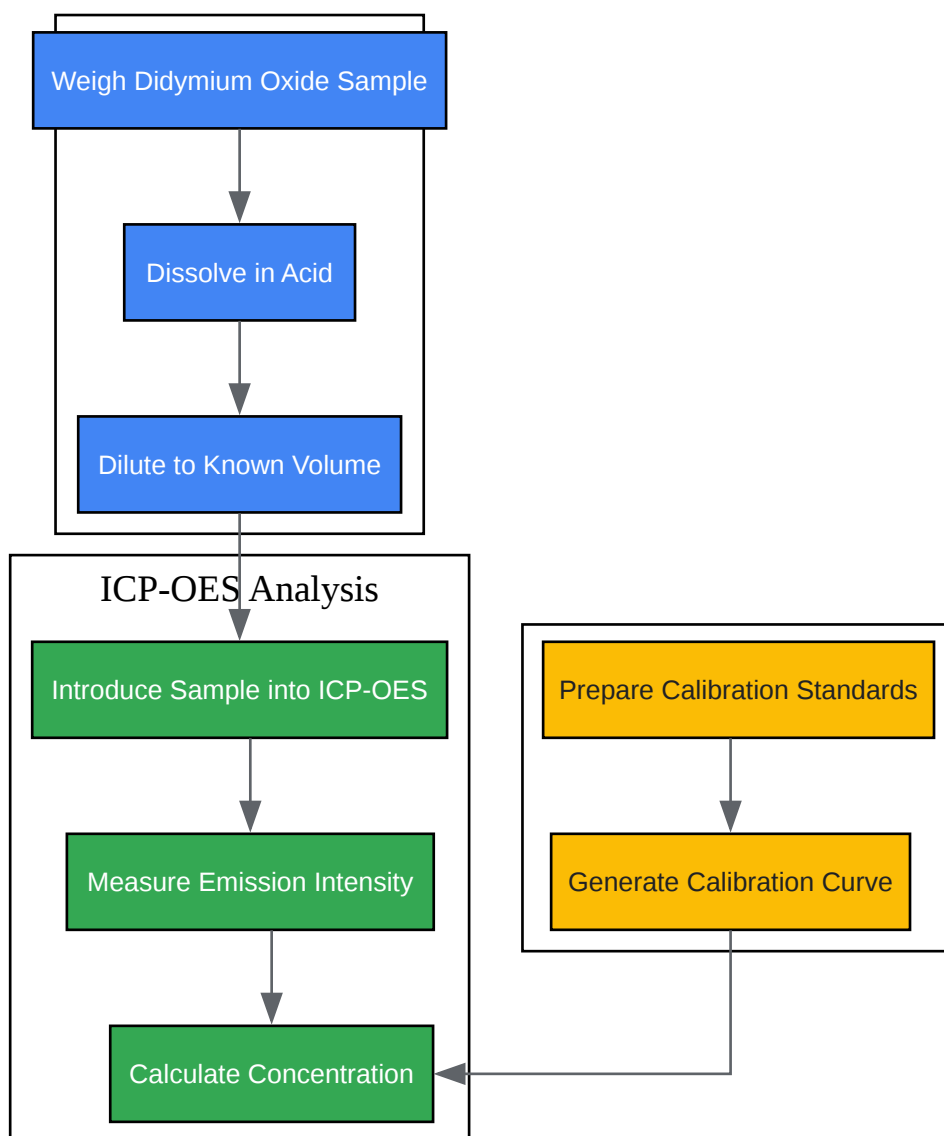 Weigh Didymium Oxide Sample
Dissolve in Acid
Dilute to Known Volume
ICP-OES Analysis
Introduce Sample into ICP-OES
Prepare Calibration Standards
Measure Emission Intensity
Generate Calibration Curve
Calculate Concentration